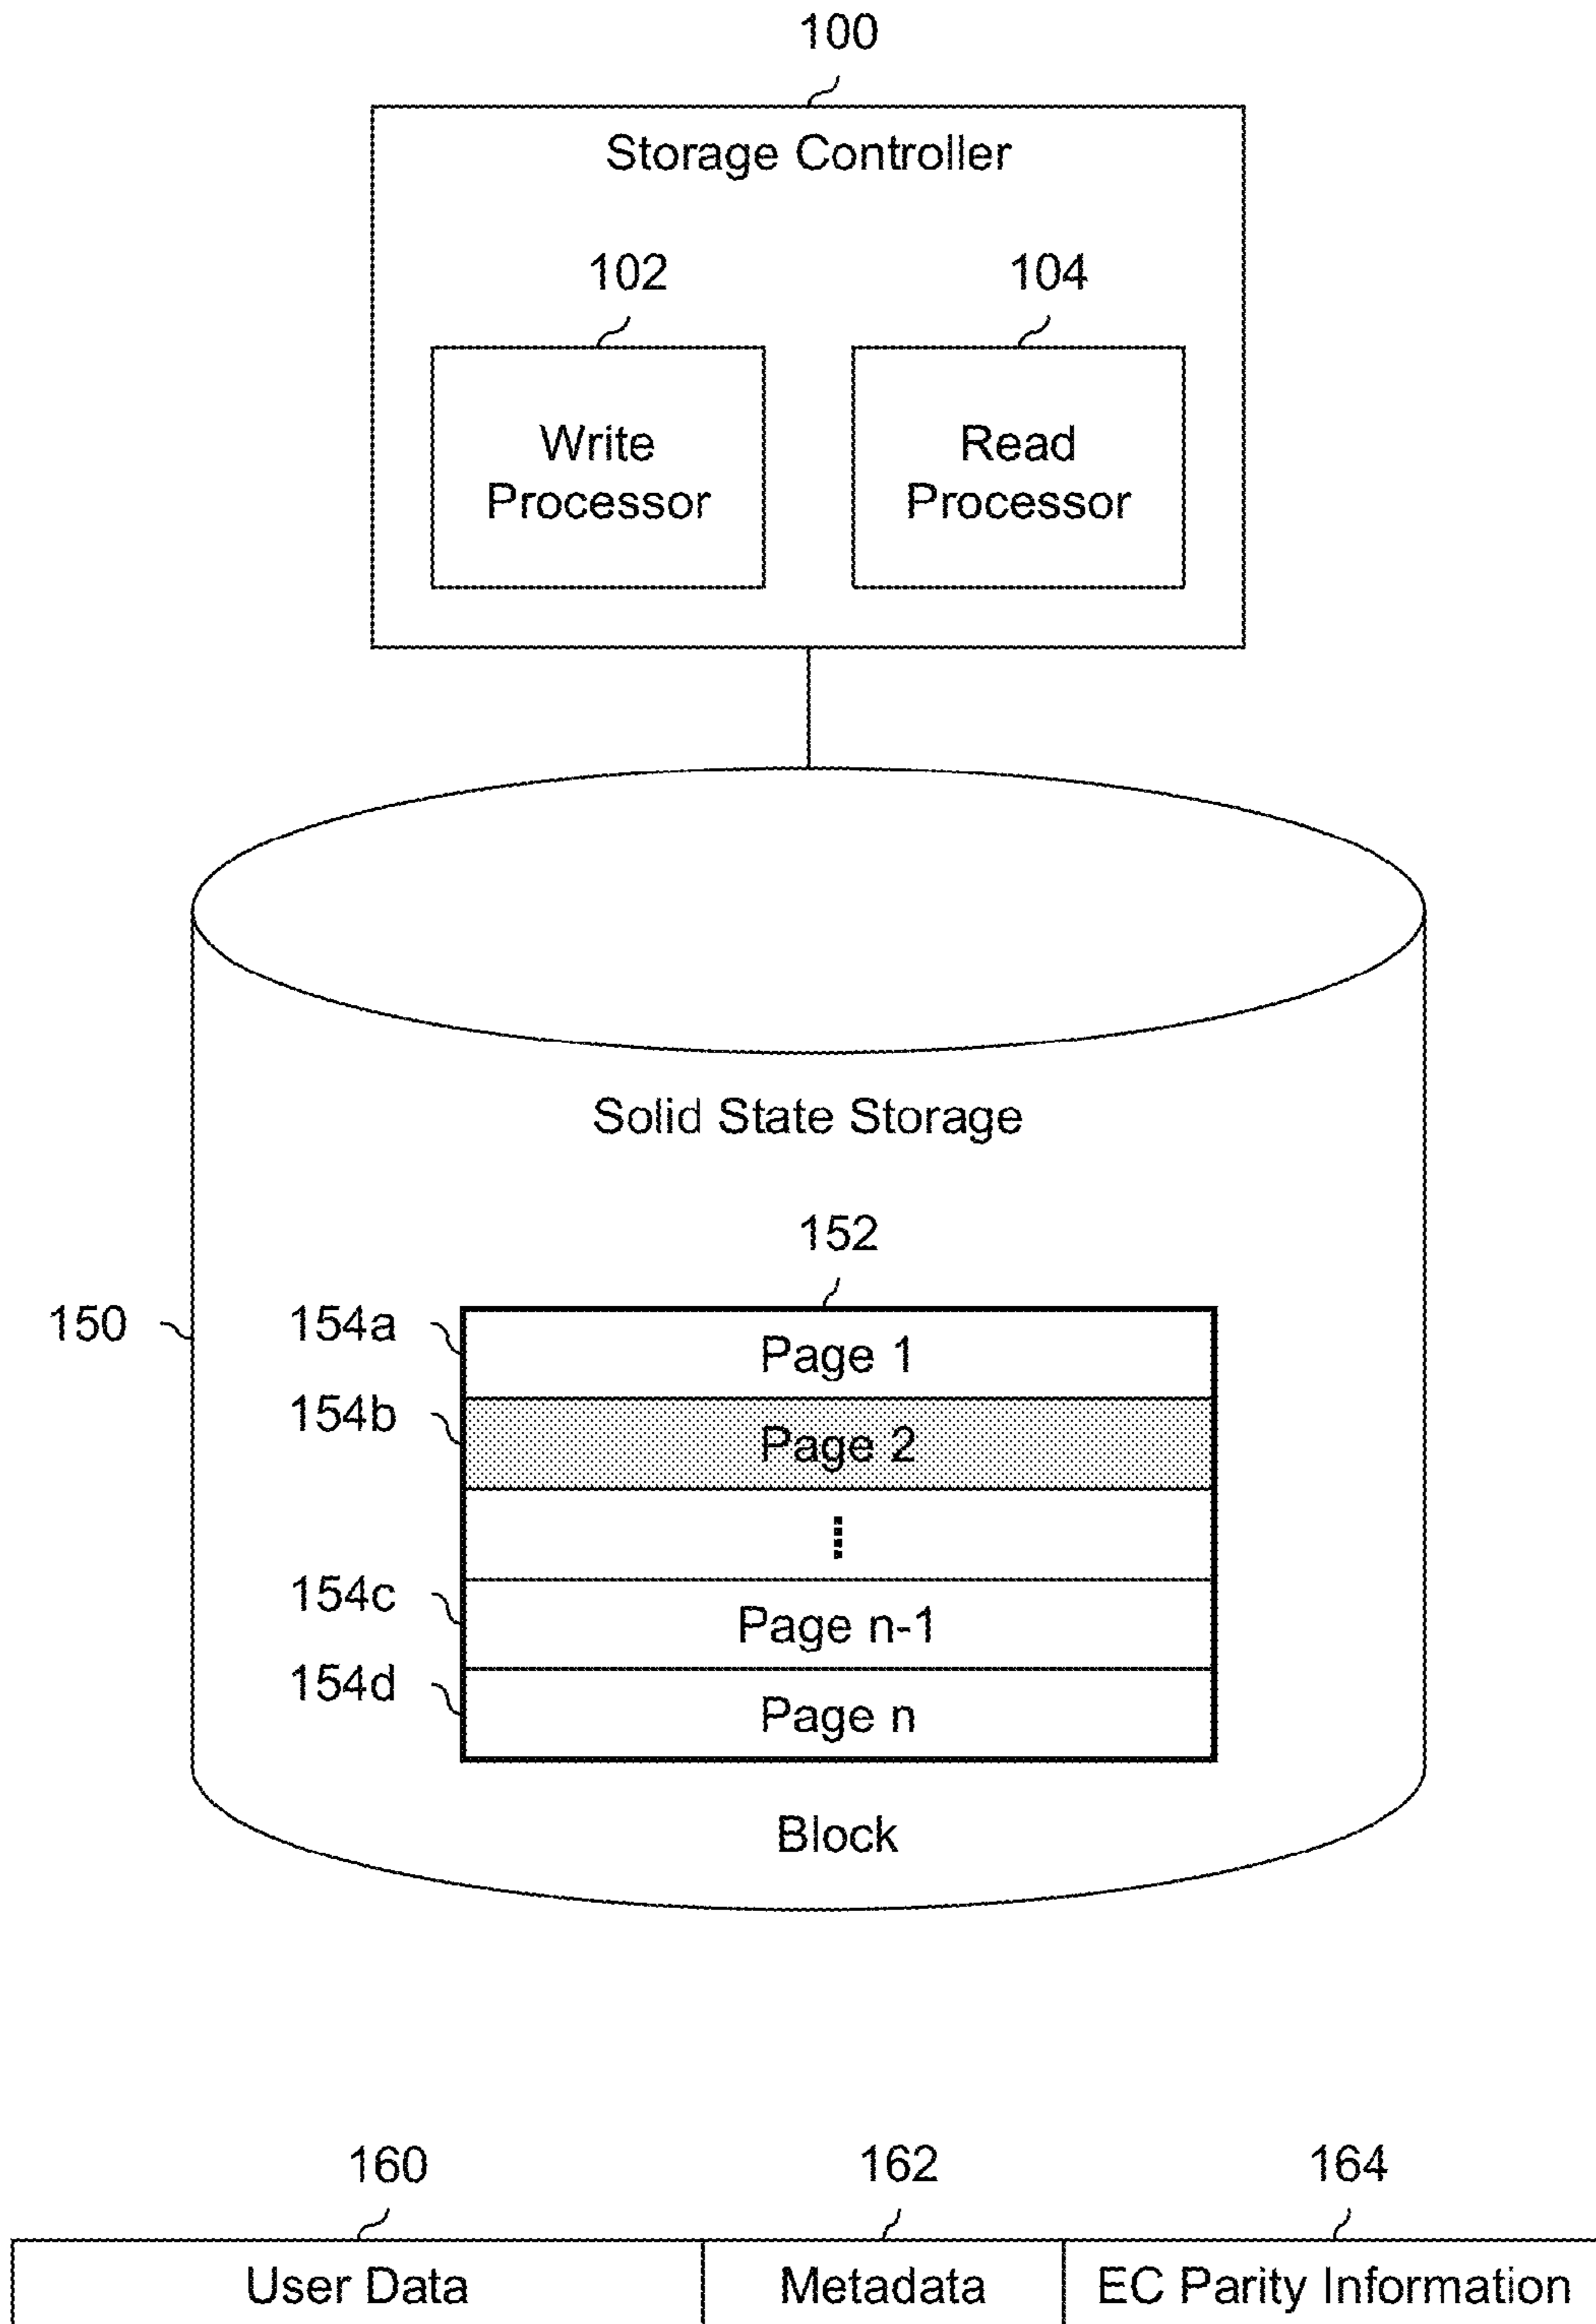 100
Storage Controller
102
104
Write
Processor
Read
Processor
Solid State Storage
152
150
154a
Page 1
154b
Page 2
154c
Page n-1
154d
Page n
Block
160
162
164
User Data
Metadada
EC Parity Information